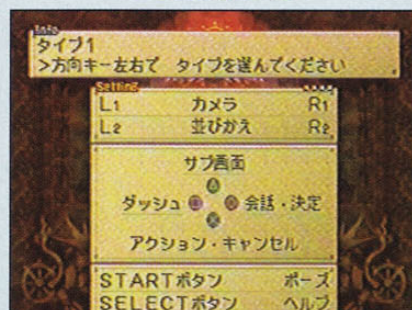 Info
タイプ1
>方向キー左右で タイプを選んでください
Setting
L1 カメラ R1
L2 並びかえ R2
サブ画面
ダッシュ 会話・決定
アクション・キャンセル
STARTボタン ポーズ
SELECTボタン ヘルプ